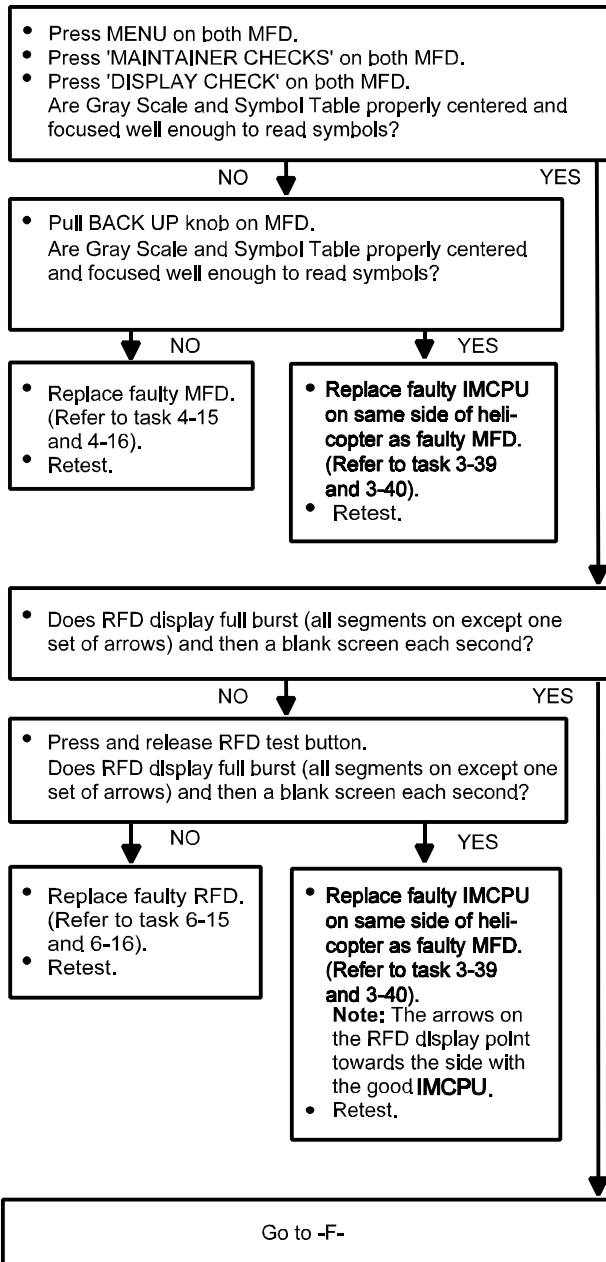 • Press MENU on both MFD.
• Press 'MAINTAINER CHECKS' on both MFD.
• Press 'DISPLAY CHECK' on both MFD.
Are Gray Scale and Symbol Table properly centered and
focused well enough to read symbols?
NO
YES
• Pull BACK UP knob on MFD.
Are Gray Scale and Symbol Table properly centered
and focused well enough to read symbols?
NO
YES
• Replace faulty MFD.
(Refer to task 4-15
and 4-16).
• Retest.
• Replace faulty IMCPU
on same side of heli-
copter as faulty MFD.
(Refer to task 3-39
and 3-40).
• Retest.
• Does RFD display full burst (all segments on except one
set of arrows) and then a blank screen each second?
NO
YES
• Press and release RFD test button.
Does RFD display full burst (all segments on except one
set of arrows) and then a blank screen each second?
NO
YES
• Replace faulty RFD.
(Refer to task 6-15
and 6-16).
• Retest.
• Replace faulty IMCPU
on same side of heli-
copter as faulty MFD.
(Refer to task 3-39
and 3-40).
Note: The arrows on
the RFD display point
towards the side with
the good IMCPU.
• Retest.
Go to -F-